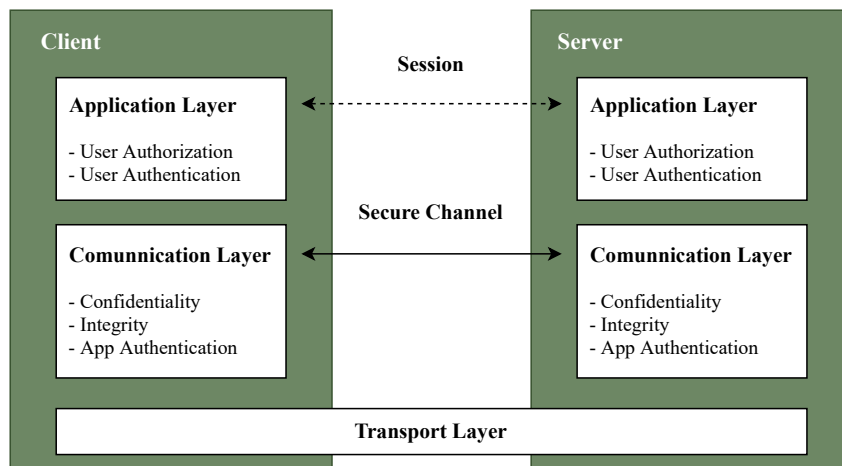 Client
Application Layer
- User Authorization
- User Authentication
Comunnication Layer
- Confidentiality
- Integrity
- App Authentication
Session
Secure Channel
Server
Application Layer
- User Authorization
- User Authentication
Comunnication Layer
- Confidentiality
- Integrity
- App Authentication
Transport Layer